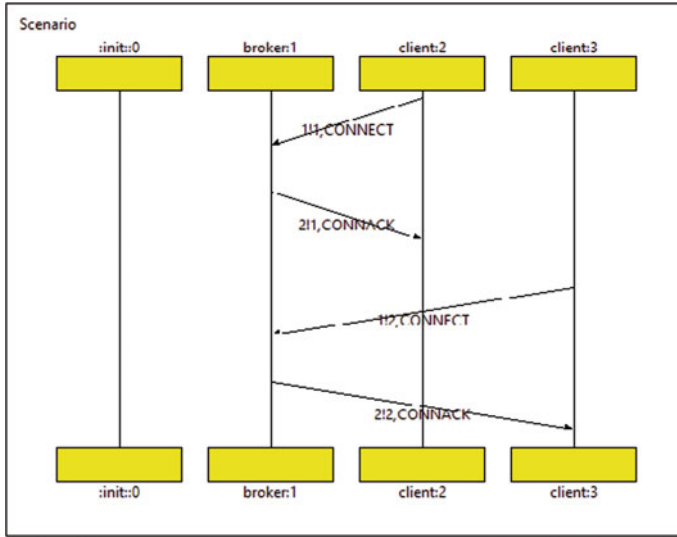 Scenario
:init::0 broker:1 client:2 client:3
1!1,CONNECT
2!1,CONNACK
1!2,CONNECT
2!2,CONNACK
:init::0 broker:1 client:2 client:3